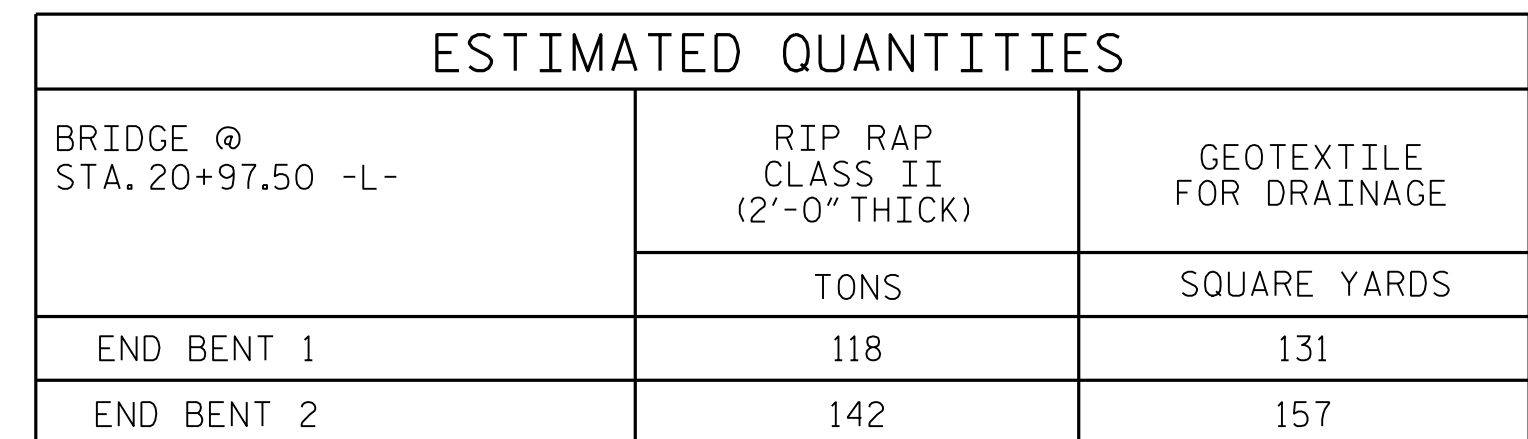 ESTIMATED QUANTITIES
BRIDGE @
STA. 20+97.50 -L-
RIP RAP
CLASS II
(2'-0" THICK)
GEOTEXTILE
FOR DRAINAGE
TONS
SQUARE YARDS
END BENT 1
118
131
END BENT 2
142
157